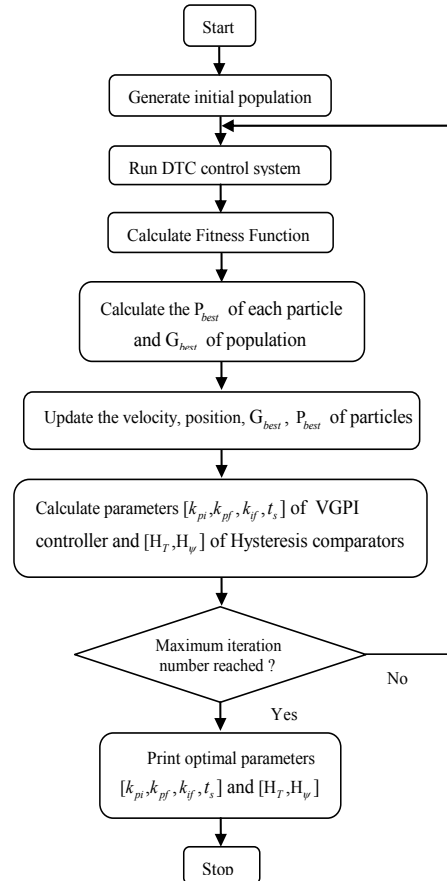 Start
Generate initial population
Run DTC control system
Calculate Fitness Function
Calculate the P_best of each particle
and G_best of population
Update the velocity, position, G_best , P_best of particles
Calculate parameters [k_pi ,k_pf ,k_if ,t_s ] of VGPI
controller and [H_T ,H_ψ ] of Hysteresis comparators
Maximum iteration
number reached ?
No
Yes
Print optimal parameters
[k_pi ,k_pf ,k_if ,t_s ] and [H_T ,H_ψ ]
Stop